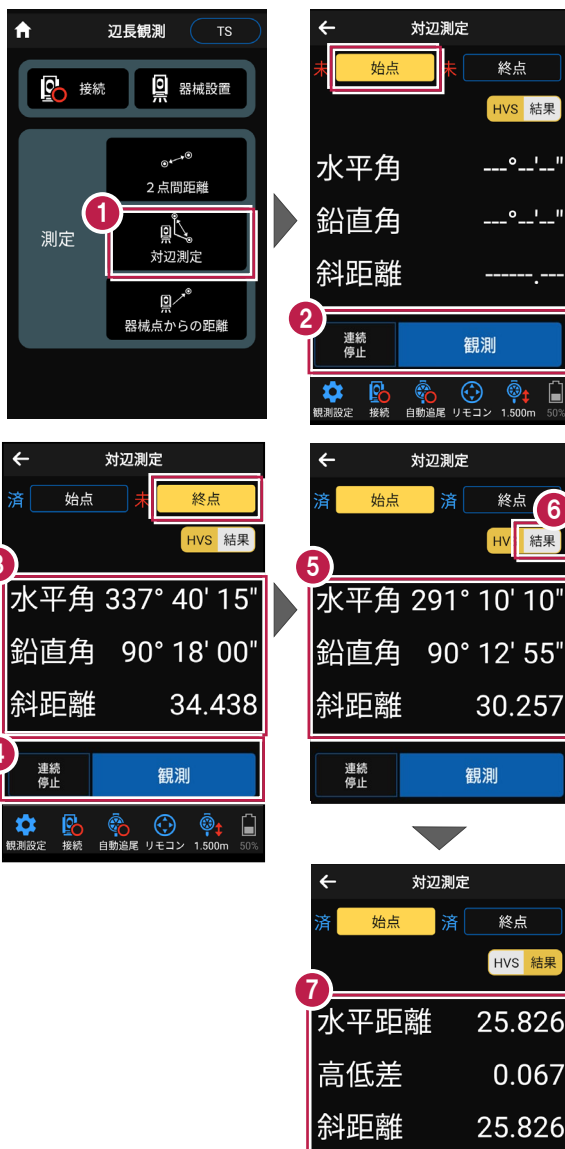 辺長観測 TS
接続 器械設置
2点間距離
1
測定
対辺測定
器械点からの距離
対辺測定
未 始点 未 終点
HVS 結果
水平角 ---°--'--"
鉛直角 ---°--'--"
斜距離 ------.---
2
連続
停止
観測
観測設定 接続 自動追尾 リモコン 1.500m 50%
対辺測定
済 始点 未 終点
HVS 結果
3
水平角 337° 40' 15"
鉛直角 90° 18' 00"
斜距離 34.438
4
連続
停止
観測
観測設定 接続 自動追尾 リモコン 1.500m 50%
対辺測定
済 始点 済 終点
6
HV 結果
5
水平角 291° 10' 10"
鉛直角 90° 12' 55"
斜距離 30.257
連続
停止
観測
対辺測定
済 始点 済 終点
HVS 結果
7
水平距離 25.826
高低差 0.067
斜距離 25.826